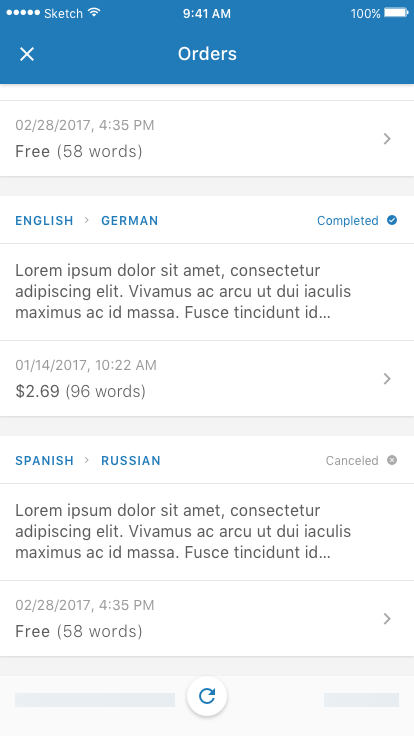 Sketch 9:41 AM 100%
Orders
02/28/2017, 4:35 PM
Free (58 words)
ENGLISH > GERMAN Completed
Lorem ipsum dolor sit amet, consectetur
adipiscing elit. Vivamus ac arcu ut dui iaculis
maximus ac id massa. Fusce tincidunt id...
01/14/2017, 10:22 AM
$2.69 (96 words)
SPANISH > RUSSIAN Canceled
Lorem ipsum dolor sit amet, consectetur
adipiscing elit. Vivamus ac arcu ut dui iaculis
maximus ac id massa. Fusce tincidunt id...
02/28/2017, 4:35 PM
Free (58 words)